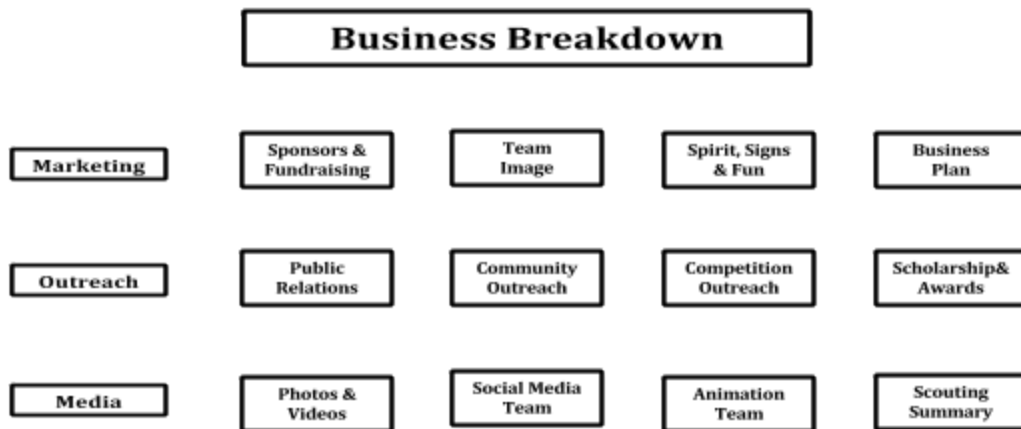 Business Breakdown
Marketing
Sponsors &
Fundraising
Team
Image
Spirit, Signs
& Fun
Business
Plan
Outreach
Public
Relations
Community
Outreach
Competition
Outreach
Scholarship&
Awards
Media
Photos &
Videos
Social Media
Team
Animation
Team
Scouting
Summary